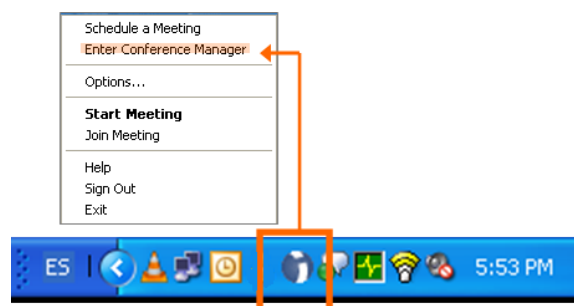 Schedule a Meeting
Enter Conference Manager
Options...
Start Meeting
Join Meeting
Help
Sign Out
Exit
ES
5:53 PM